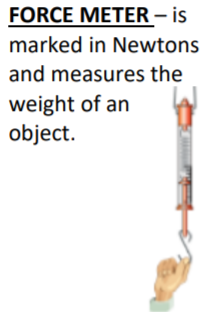 FORCE METER – is
marked in Newtons
and measures the
weight of an
object.